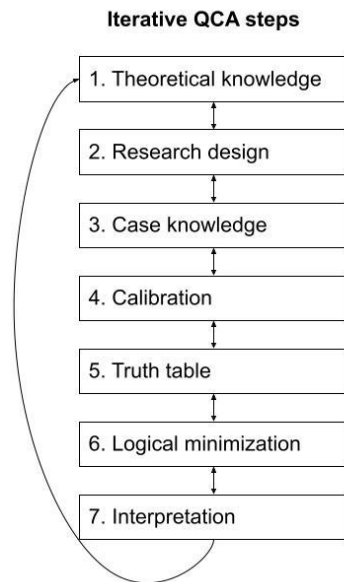 Iterative QCA steps
1. Theoretical knowledge
2. Research design
3. Case knowledge
4. Calibration
5. Truth table
6. Logical minimization
7. Interpretation